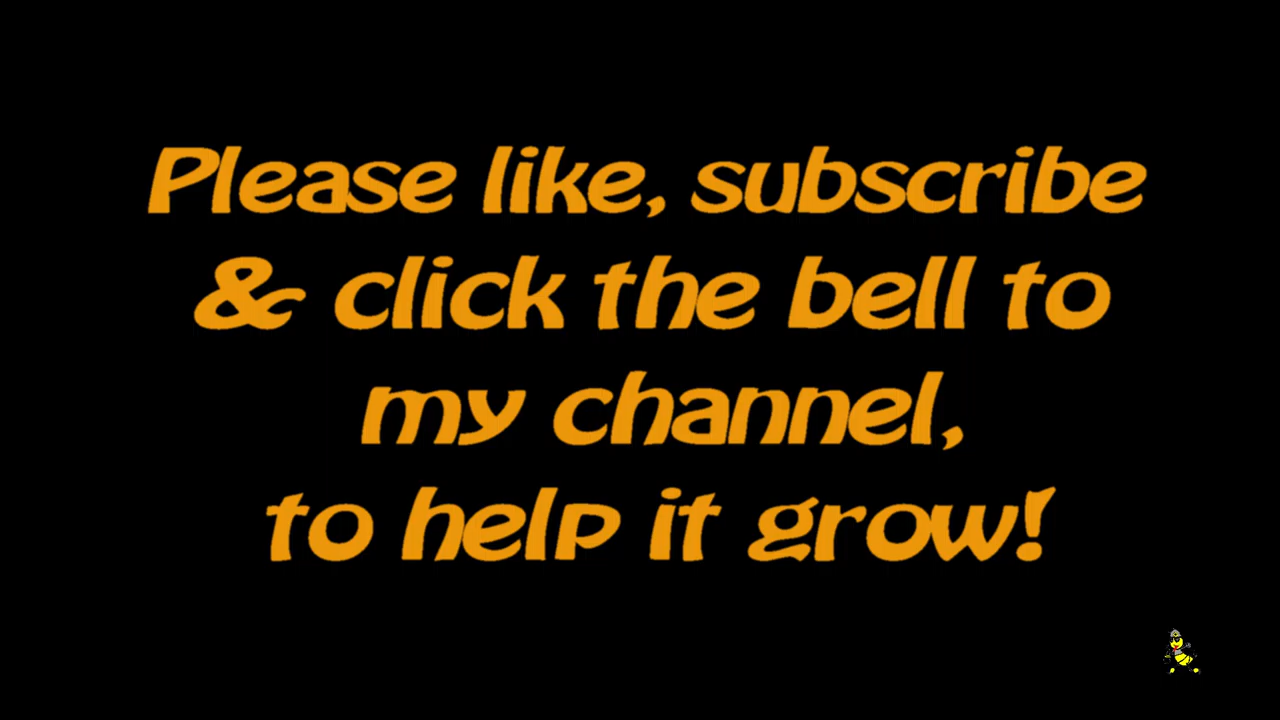 Please like, subscribe
& click the bell to
my channel,
to help it grow!